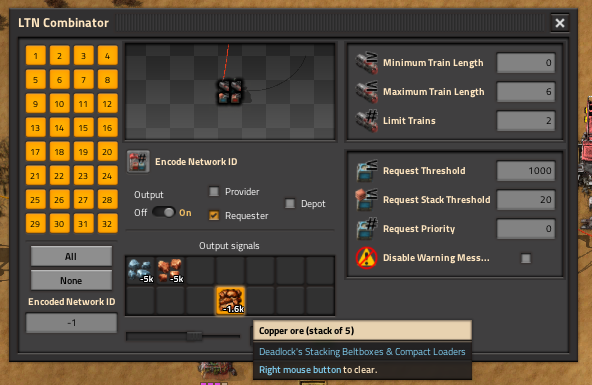 LTN Combinator
1 2 3 4
5 6 7 8
9 10 11 12
13 14 15 16
17 18 19 20
21 22 23 24
25 26 27 28
29 30 31 32
All
None
Encoded Network ID
-1
Encode Network ID
Output
Off On
Provider
Requester
Depot
Output signals
-5k -5k
-1.6k
Copper ore (stack of 5)
Deadlock's Stacking Beltboxes & Compact Loaders
Right mouse button to clear.
Minimum Train Length 0
Maximum Train Length 6
Limit Trains 2
Request Threshold 1000
Request Stack Threshold 20
Request Priority 0
Disable Warning Mess...